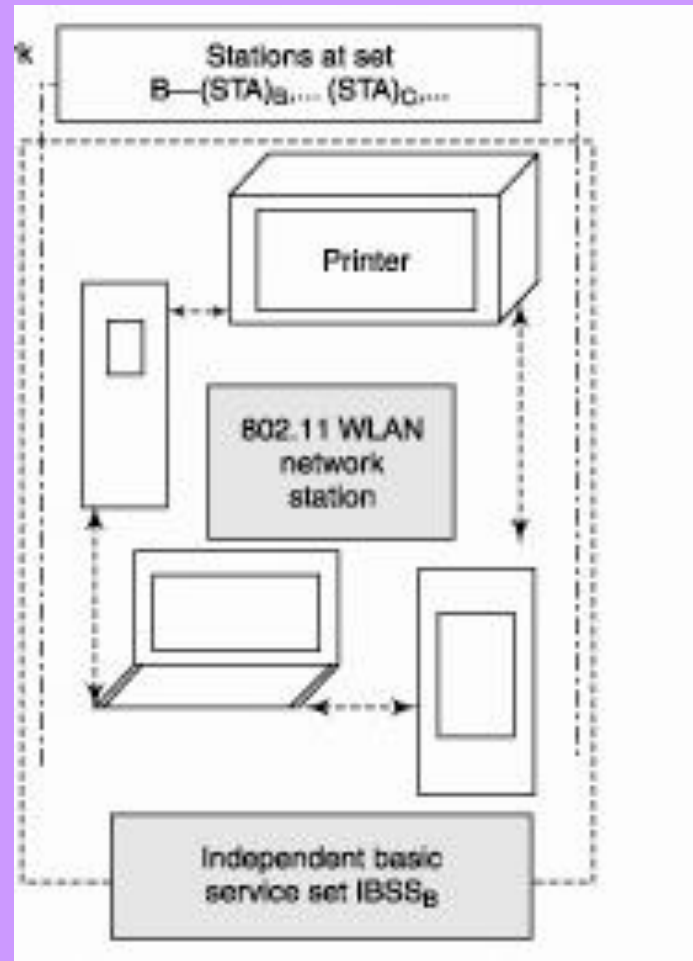 Stations at set
B—(STA)B,... (STA)C,...
Printer
802.11 WLAN
network
station
Independent basic
service set IBSSB